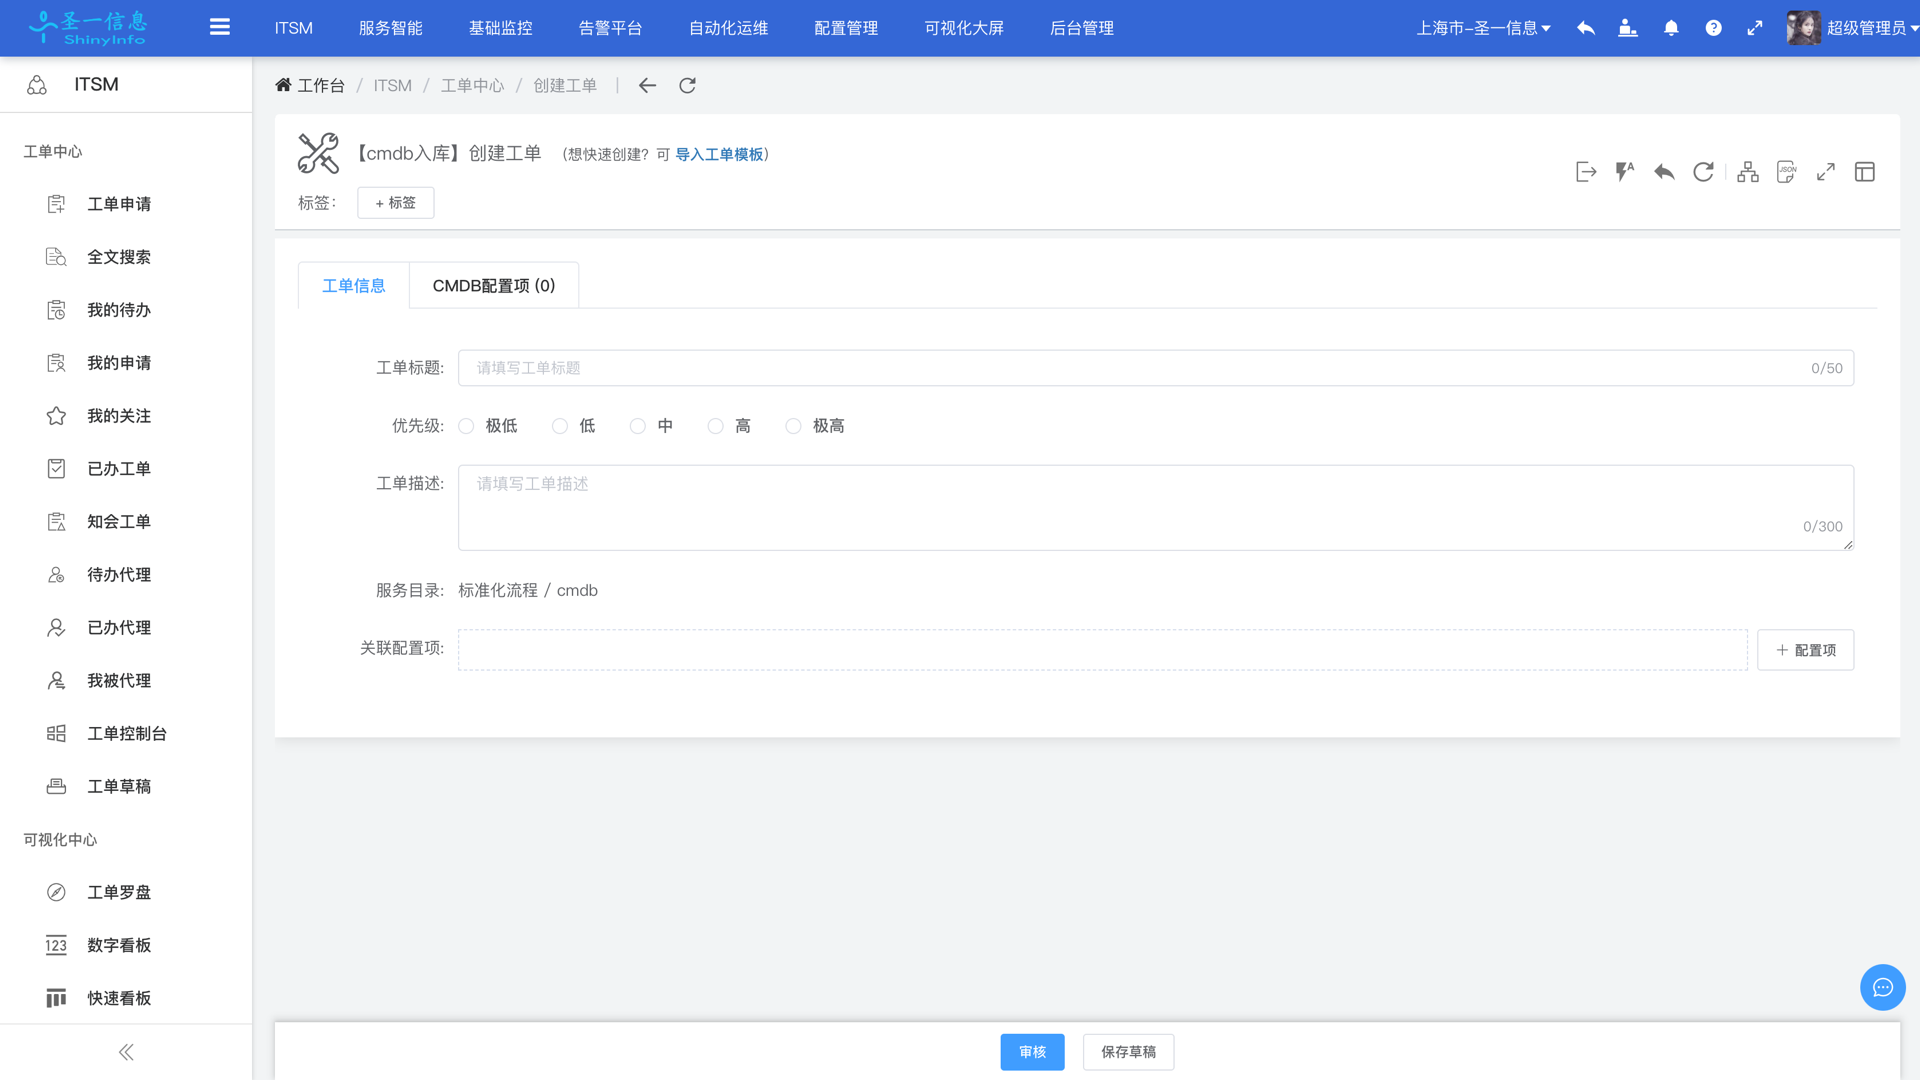 圣一信息
ShinyInfo
ITSM
服务智能
基础监控
告警平台
自动化运维
配置管理
可视化大屏
后台管理
上海市-圣一信息
超级管理员
ITSM
工单中心
工单申请
全文搜索
我的待办
我的申请
我的关注
已办工单
知会工单
待办代理
已办代理
我被代理
工单控制台
工单草稿
可视化中心
工单罗盘
123
数字看板
快速看板
工作台 / ITSM / 工单中心 / 创建工单 |
【cmdb入库】创建工单 (想快速创建? 可 导入工单模板)
A
JSON
标签:
+ 标签
工单信息
CMDB配置项 (0)
工单标题:
请填写工单标题
0/50
优先级:
极低
低
中
高
极高
工单描述:
请填写工单描述
0/300
服务目录:
标准化流程 / cmdb
关联配置项:
+ 配置项
审核
保存草稿